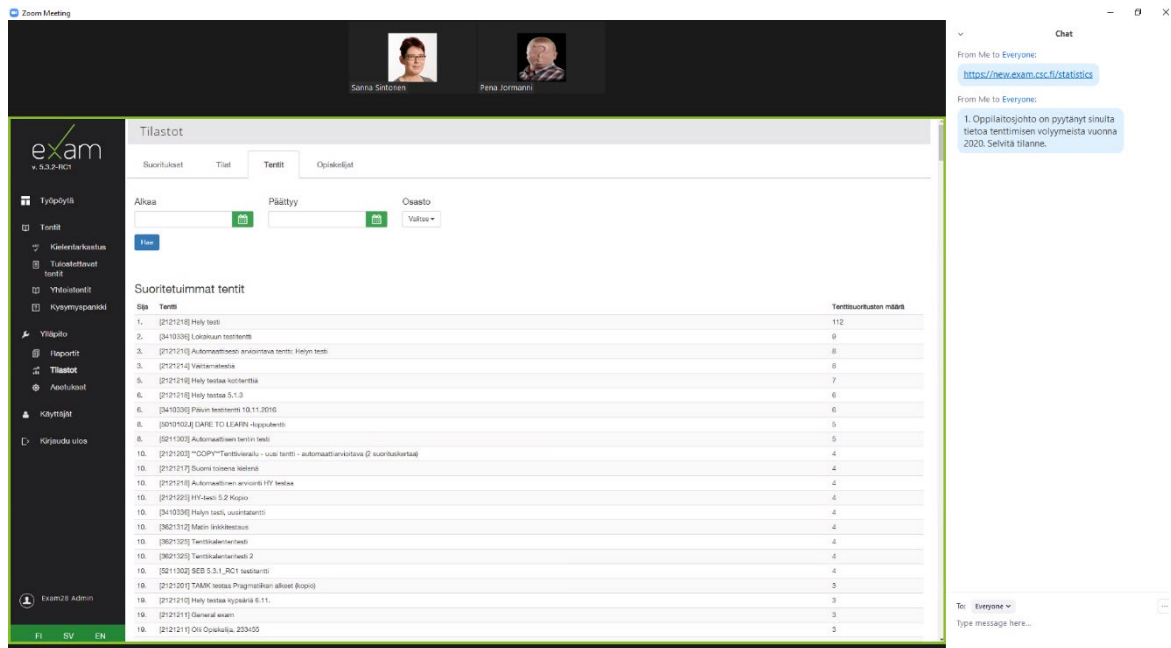 Zoom Meeting
Sanna Sintonen
Pena Jormanni
exam
v. 5.3.2-RC1
Työpöytä
Tentit
Kielentarkastus
Tulostettavat
tentit
Yhteistentit
Kysymyspankki
Ylläpito
Raportit
Tilastot
Asetukset
Käyttäjät
Kirjaudu ulos
Exam28 Admin
FI SV EN
Tilastot
Suoritukset Tilat Tentit Opiskelijat
Alkaa Päättyy Osasto
Valitse
Hae
Suoritetuimmat tentit
Sija Tentti Tenttisuoritusten määrä
1. [2121218] Hely testi 112
2. [3410336] Lokakuun testitentti 9
3. [2121210] Automaattisesti arvioitava tentti: Helyn testi 8
3. [2121214] Väittämätestiä 8
5. [2121219] Hely testaa kotitenttiä 7
6. [2121218] Hely testaa 5.1.3 6
6. [3410336] Päivin testitentti 10.11.2016 6
8. [5010102J] DARE TO LEARN -lopputentti 5
8. [5211303] Automaattisen tentin testi 5
10. [2121203] **COPY**Tenttivierailu - uusi tentti - automaattiarvioitava (2 suorituskertaa) 4
10. [2121217] Suomi toisena kielenä 4
10. [2121218] Automaattinen arviointi HY testaa 4
10. [2121223] HY-testi 5.2 Kopio 4
10. [3410336] Helyn testi, uusintatentti 4
10. [3621312] Matin linkkitestaus 4
10. [3621325] Tenttikalenteritesti 4
10. [3621325] Tenttikalenteritesti 2 4
10. [5211302] SEB 5.3.1_RC1 testitentti 4
19. [2121201] TAMK testaa Pragmatiikan alkeet (kopio) 3
19. [2121210] Hely testaa kypsäriä 6.11. 3
19. [2121211] General exam 3
19. [2121211] Olli Opiskelija, 233455 3
Chat
From Me to Everyone:
https://new.exam.csc.fi/statistics
From Me to Everyone:
1. Oppilaitosjohto on pyytänyt sinulta
tietoa tenttimisen volyymeista vuonna
2020. Selvitä tilanne.
To: Everyone
Type message here...